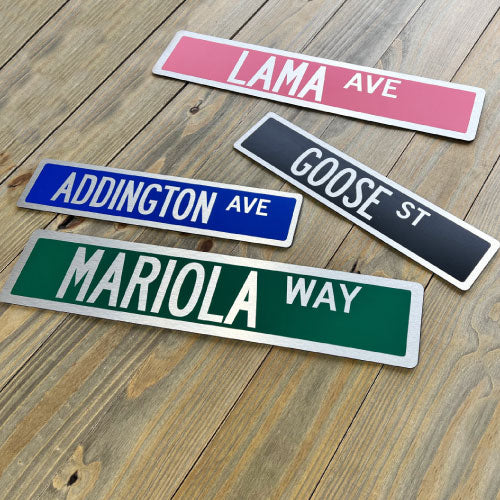 LAMA AVE
GOOSE ST
ADDINGTON AVE
MARIOLA WAY